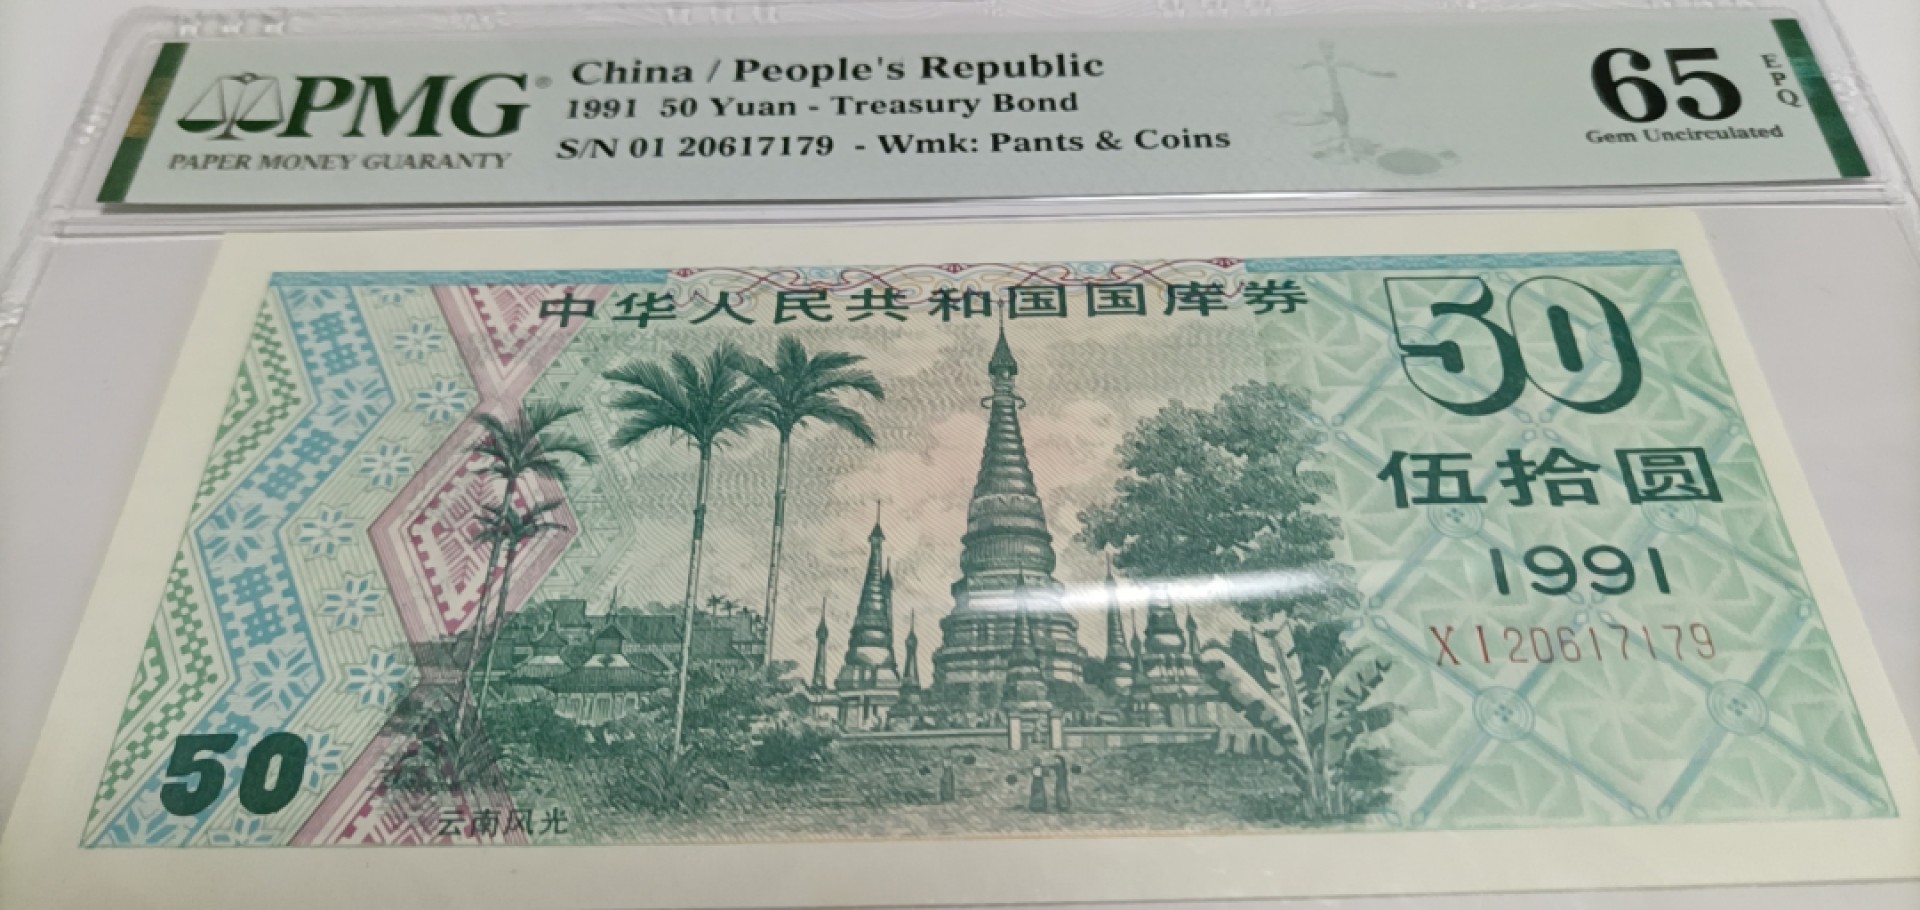 PMG®
PAPER MONEY GUARANTY
China / People's Republic
1991 50 Yuan - Treasury Bond
S/N 01 20617179 - Wmk: Pants & Coins
65 EPQ
Gem Uncirculated
中华人民共和国国库券
50
伍拾圆
1991
XI20617179
50
云南风光